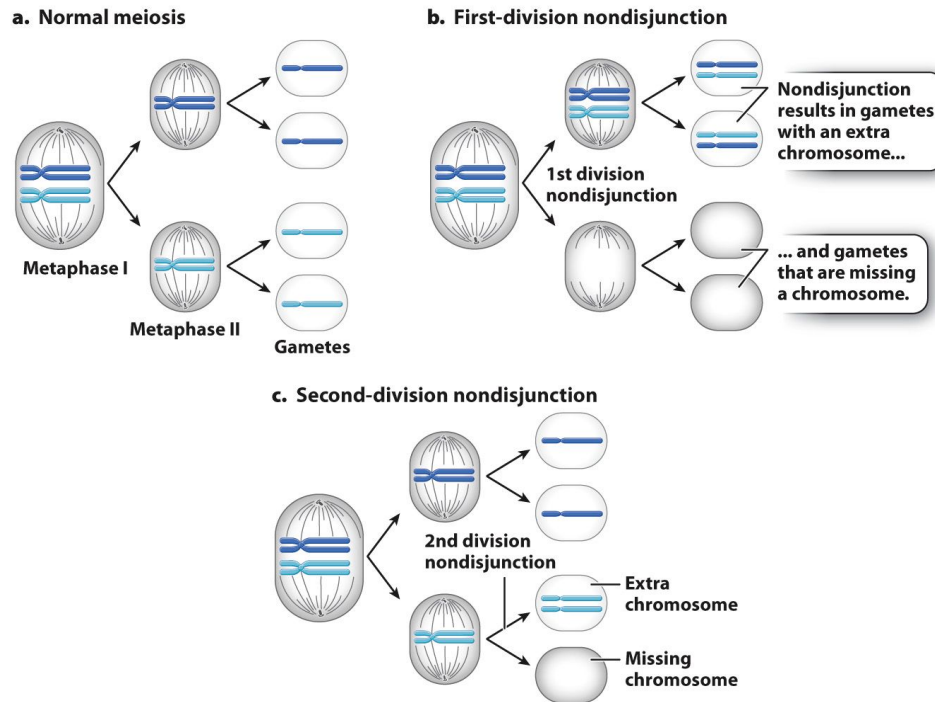 a. Normal meiosis
Metaphase I
Metaphase II
Gametes
b. First-division nondisjunction
1st division
nondisjunction
Nondisjunction
results in gametes
with an extra
chromosome...
... and gametes
that are missing
a chromosome.
c. Second-division nondisjunction
2nd division
nondisjunction
Extra
chromosome
Missing
chromosome